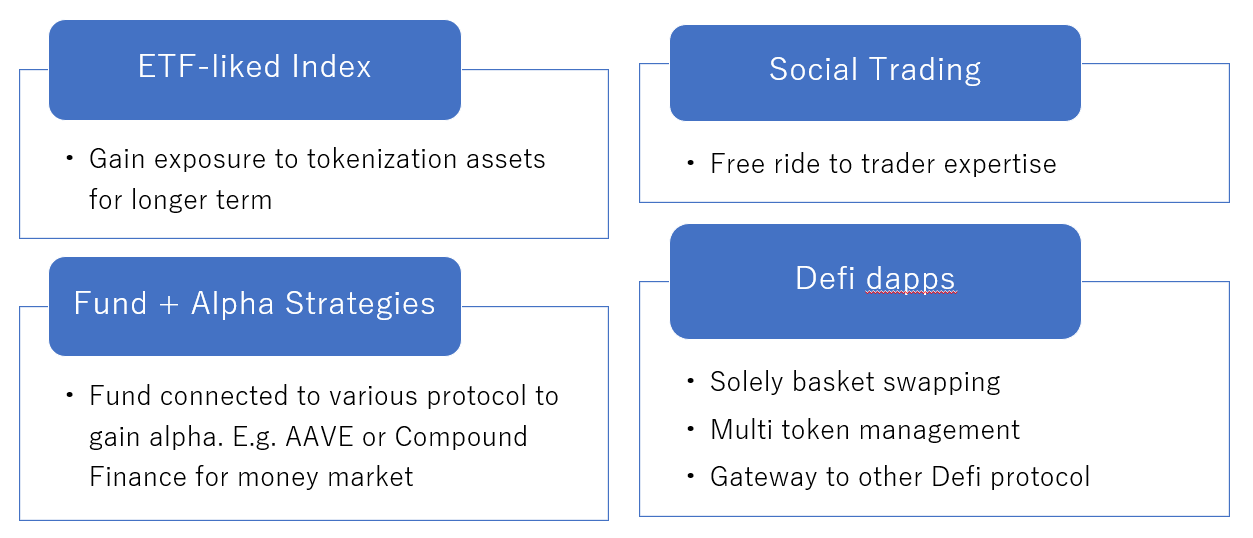 ETF-liked Index
• Gain exposure to tokenization assets
for longer term
Social Trading
• Free ride to trader expertise
Fund + Alpha Strategies
• Fund connected to various protocol to
gain alpha. E.g. AAVE or Compound
Finance for money market
Defi dapps
• Solely basket swapping
• Multi token management
• Gateway to other Defi protocol